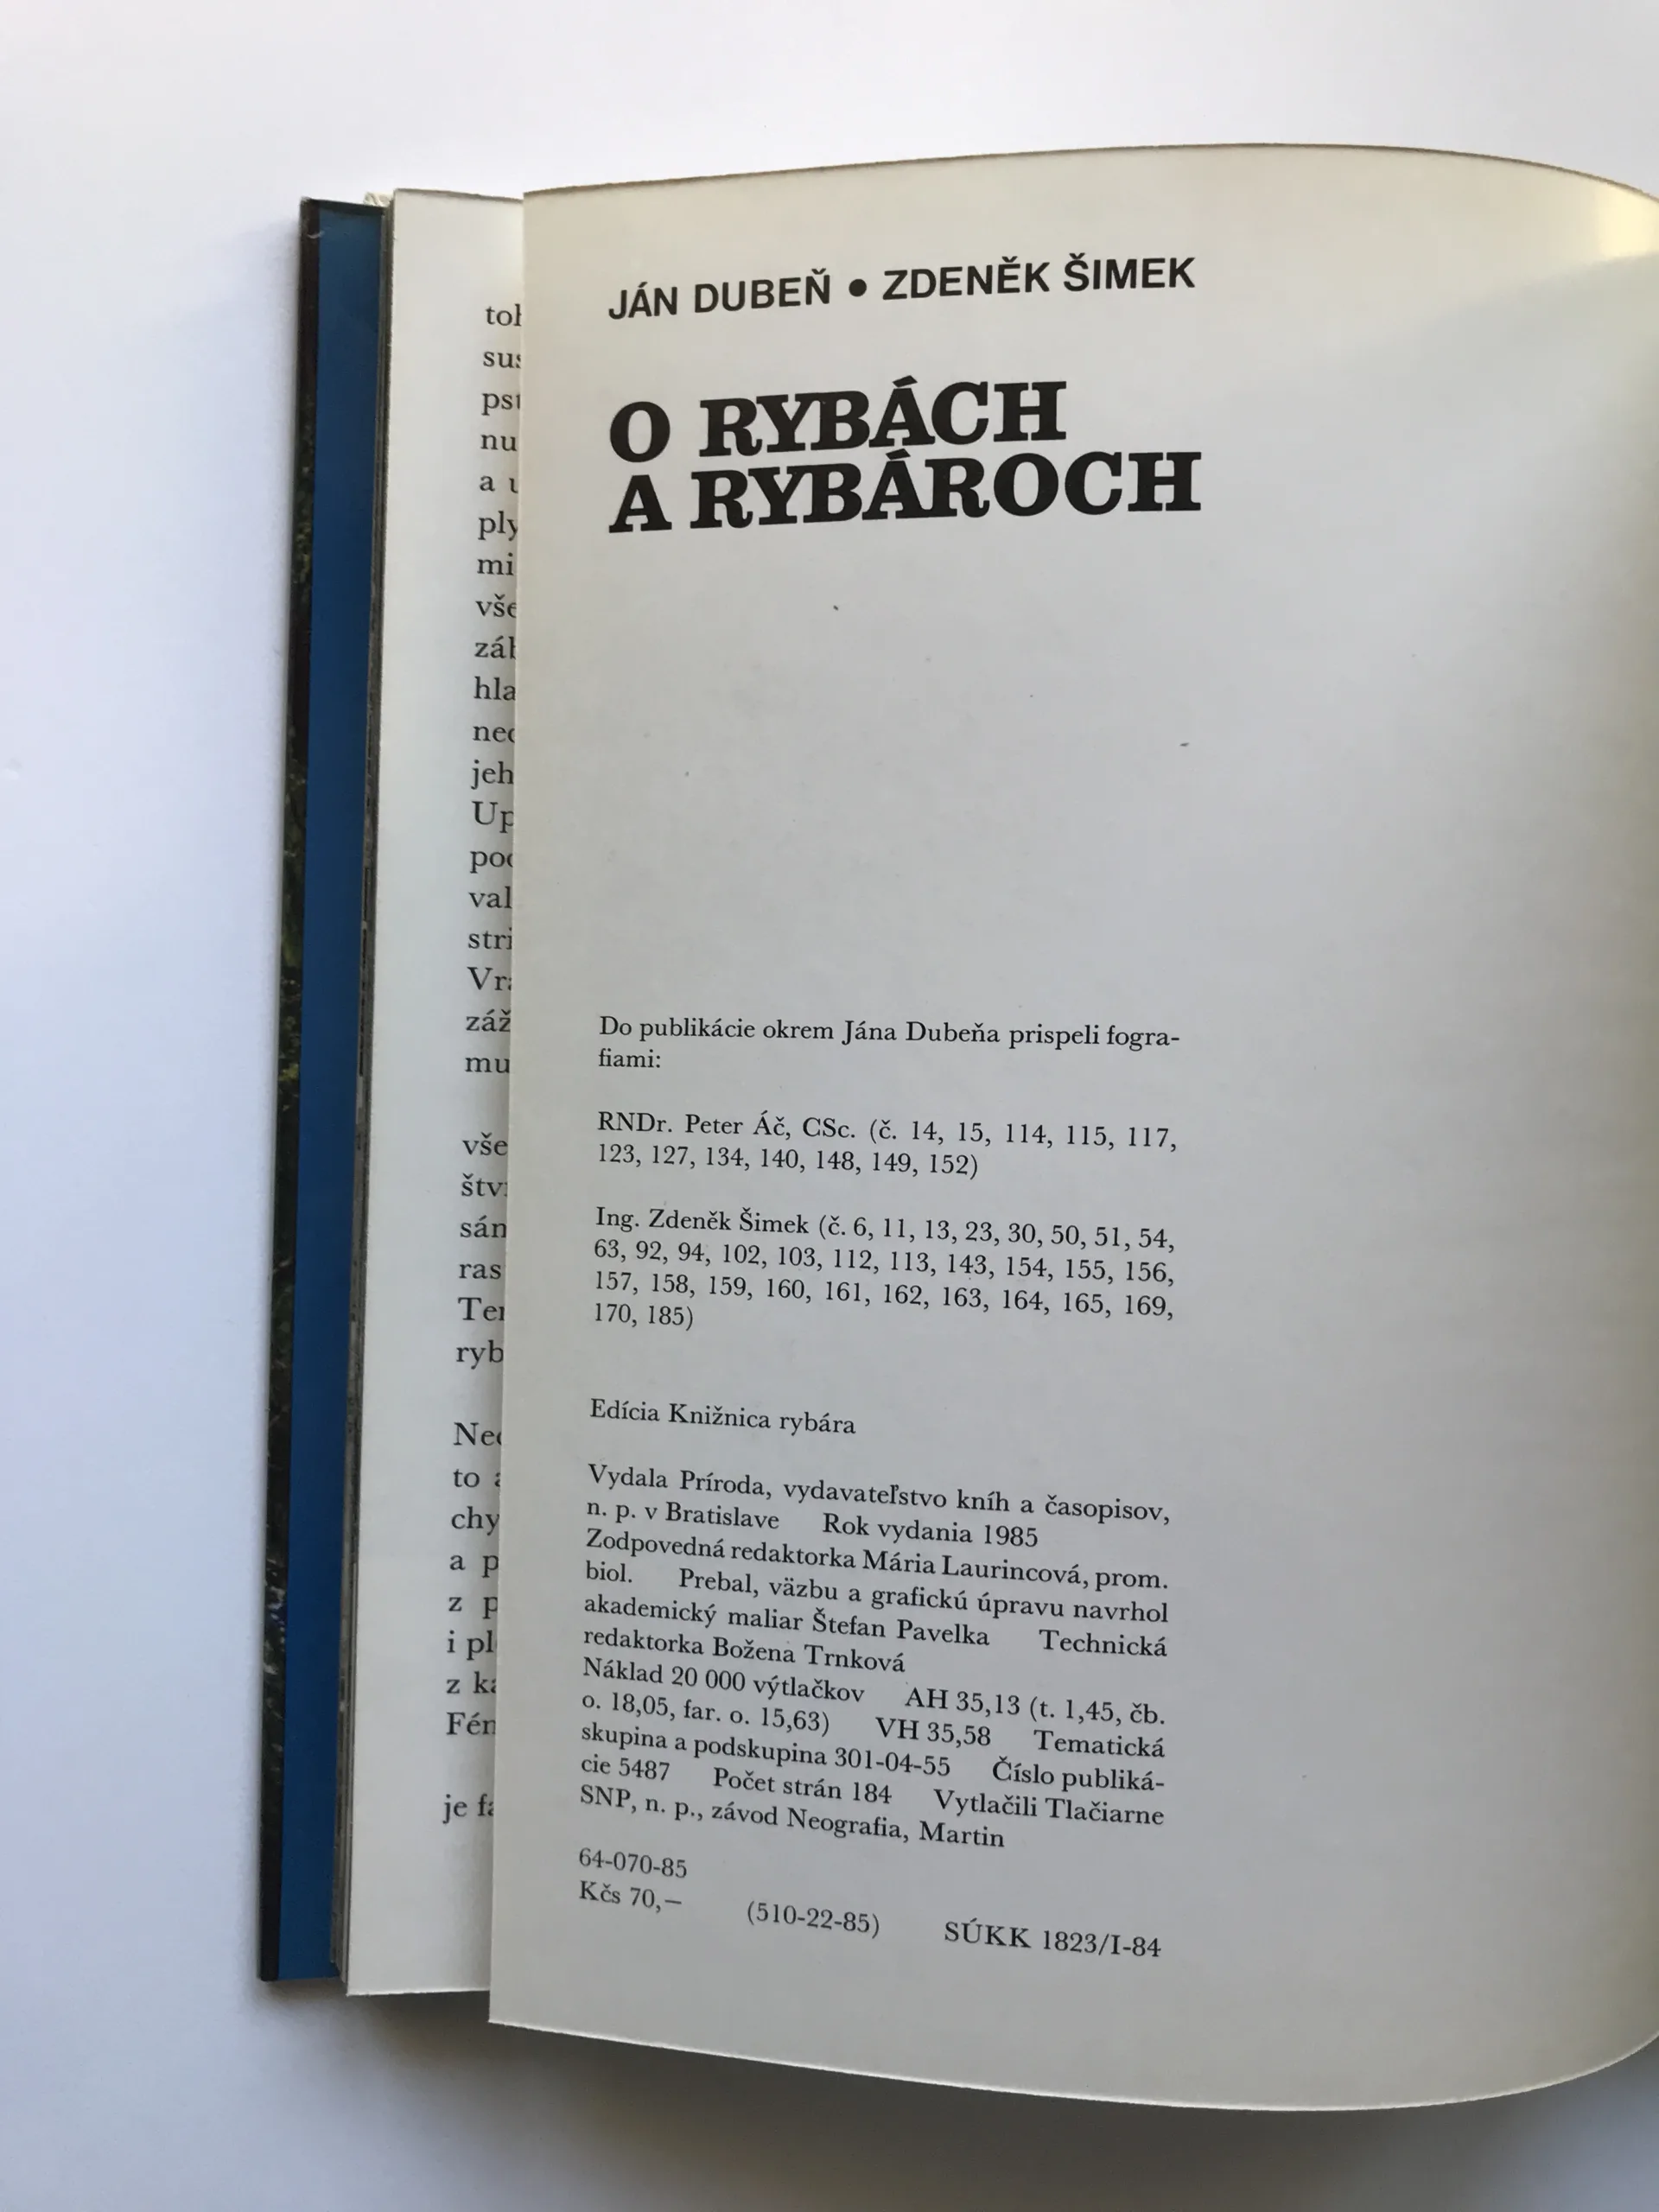 JÁN DUBEŇ • ZDENĚK ŠIMEK
O RYBÁCH
A RYBÁROCH
Do publikácie okrem Jána Dubeňa prispeli fogra-
fiami:
RNDr. Peter Áč, CSc. (č. 14, 15, 114, 115, 117,
123, 127, 134, 140, 148, 149, 152)
Ing. Zdeněk Šimek (č. 6, 11, 13, 23, 30, 50, 51, 54,
63, 92, 94, 102, 103, 112, 113, 143, 154, 155, 156,
157, 158, 159, 160, 161, 162, 163, 164, 165, 169,
170, 185)
Edícia Knižnica rybára
Vydala Príroda, vydavateľstvo kníh a časopisov,
n. p. v Bratislave Rok vydania 1985
Zodpovedná redaktorka Mária Laurincová, prom.
biol. Prebal, väzbu a grafickú úpravu navrhol
akademický maliar Štefan Pavelka Technická
redaktorka Božena Trnková
Náklad 20 000 výtlačkov AH 35,13 (t. 1,45, čb.
o. 18,05, far. o. 15,63) VH 35,58 Tematická
skupina a podskupina 301-04-55 Číslo publiká-
cie 5487 Počet strán 184 Vytlačili Tlačiarne
SNP, n. p., závod Neografia, Martin
64-070-85
Kčs 70,— (510-22-85) SÚKK 1823/I-84